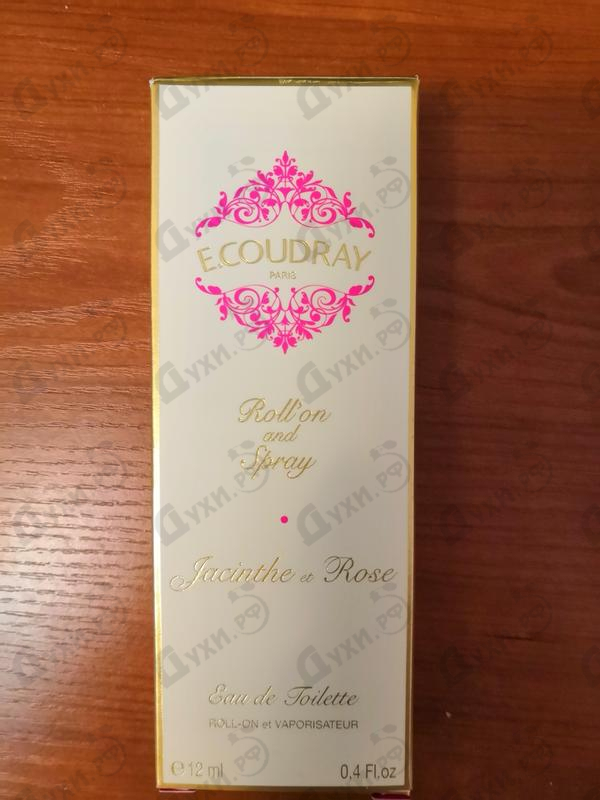 E.COUDRAY
PARIS
Roll'on
and
Spray
Jacinthe et Rose
Eau de Toilette
ROLL-ON et VAPORISATEUR
℮ 12 ml 0,4 Fl.oz
Духи.РФ